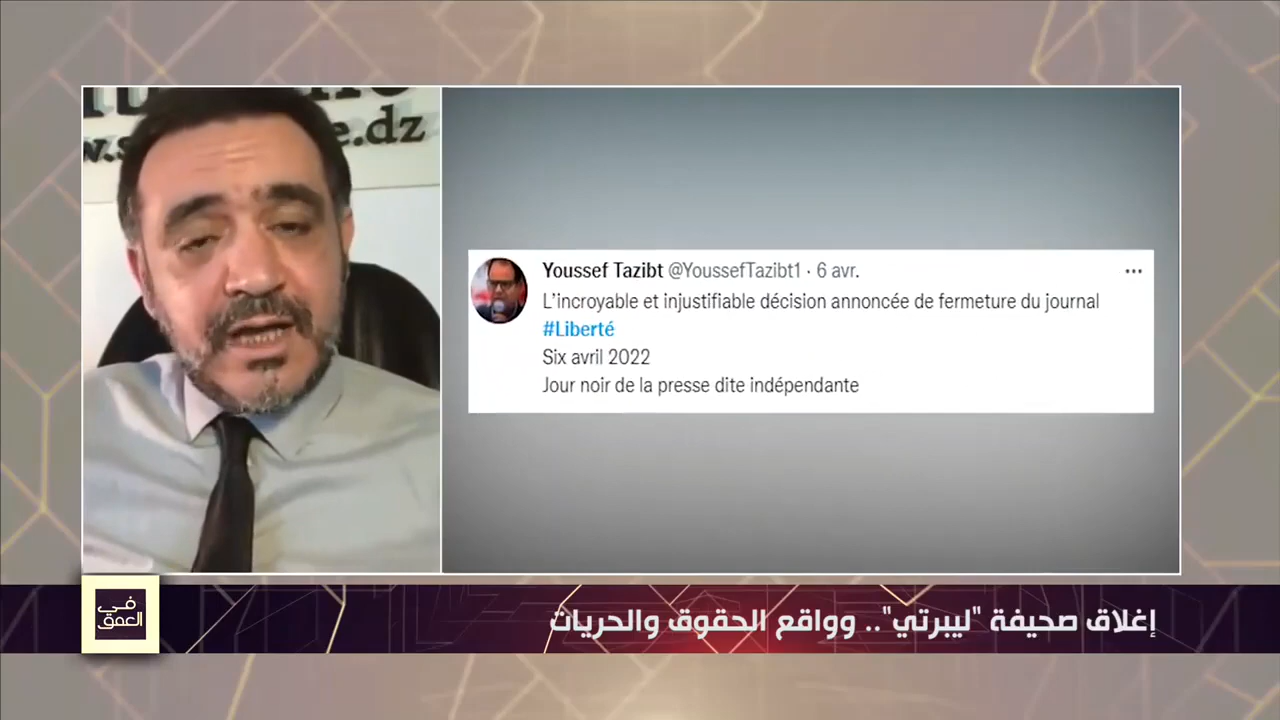 e.dz
Youssef Tazibt @YoussefTazibt1 · 6 avr.
L'incroyable et injustifiable décision annoncée de fermeture du journal
#Liberté
Six avril 2022
Jour noir de la presse dite indépendante
إغلاق صحيفة "ليبرتي".. وواقع الحقوق والحريات
في
العمق